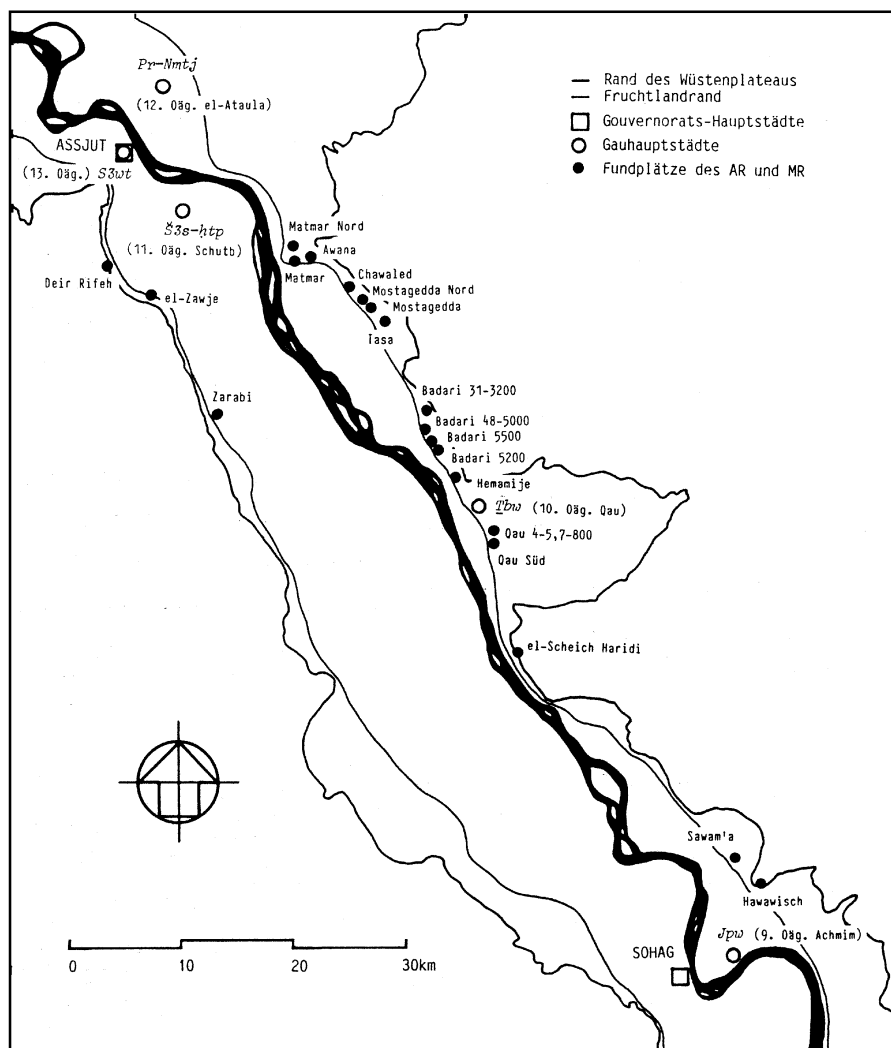 Pr-Nmtj
(12. Oäg. el-Ataula)
— Rand des Wüstenplateaus
— Fruchtlandrand
Gouvernorats-Hauptstädte
Gauhauptstädte
Fundplätze des AR und MR
ASSJUT
(13. Oäg.) S3wt
Š3s-ḥtp
(11. Oäg. Schutb)
Matmar Nord
Awana
Matmar
Deir Rifeh
el-Zawje
Chawaled
Mostagedda Nord
Mostagedda
Tasa
Zarabi
Badari 31-3200
Badari 48-5000
Badari 5500
Badari 5200
Hemamije
Ṯbw (10. Oäg. Qau)
Qau 4-5,7-800
Qau Süd
el-Scheich Haridi
Sawam'a
Hawawisch
Jpw (9. Oäg. Achmim)
SOHAG
0 10 20 30km